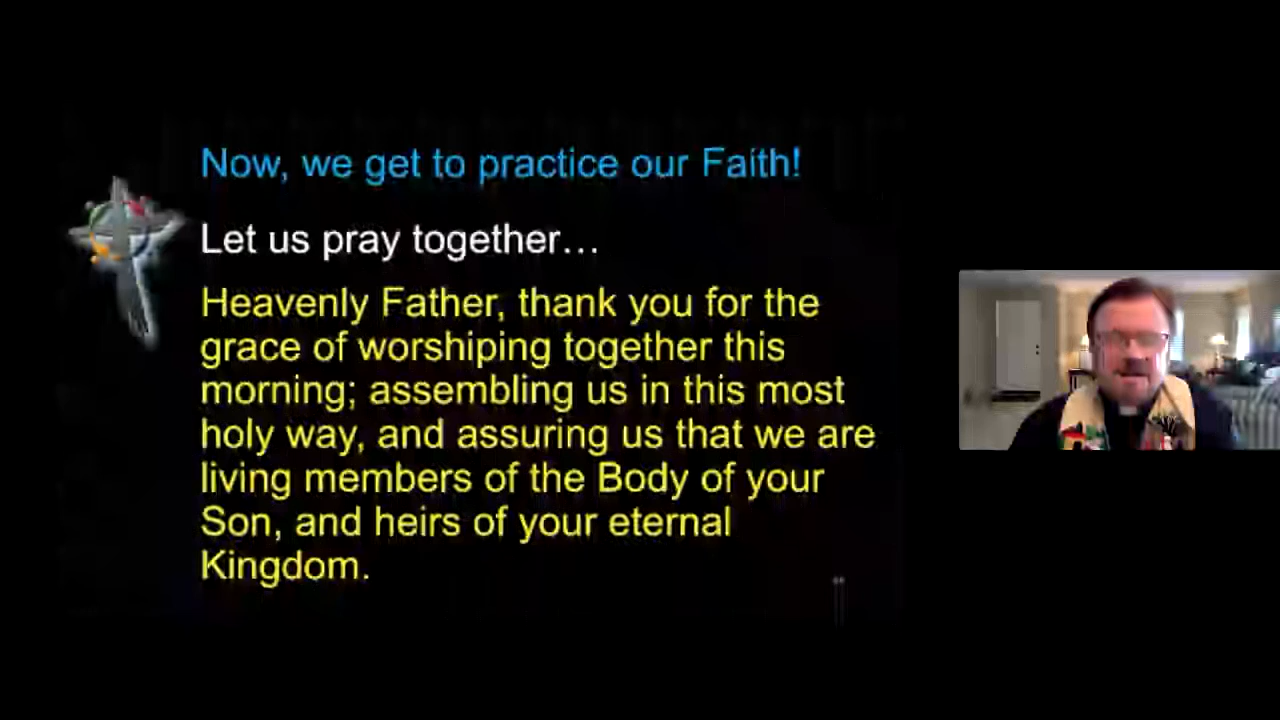 Now, we get to practice our Faith!
Let us pray together…
Heavenly Father, thank you for the
grace of worshiping together this
morning; assembling us in this most
holy way, and assuring us that we are
living members of the Body of your
Son, and heirs of your eternal
Kingdom.